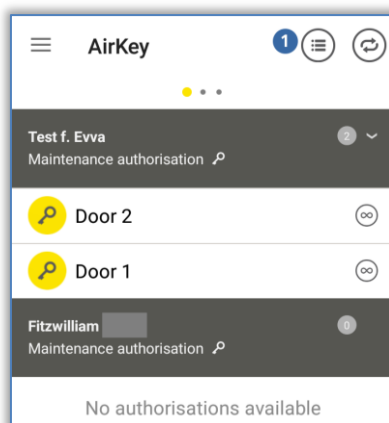 AirKey
1
Test f. Evva
2
Maintenance authorisation
Door 2
Door 1
Fitzwilliam
0
Maintenance authorisation
No authorisations available